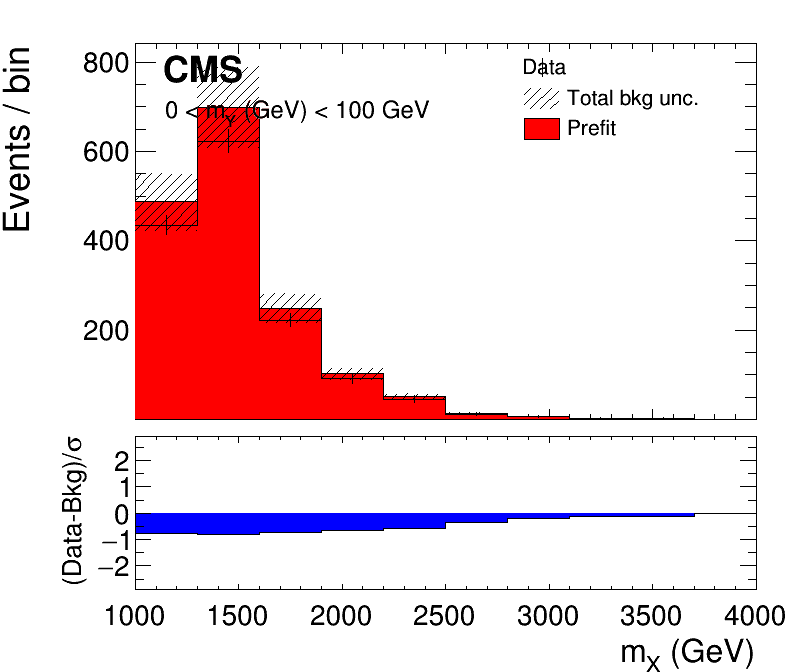 CMS
0 < m_Y (GeV) < 100 GeV
Data
Total bkg unc.
Prefit
Events / bin
800
600
400
200
(Data-Bkg)/σ
2
1
0
−1
−2
1000 1500 2000 2500 3000 3500 4000
m_X (GeV)